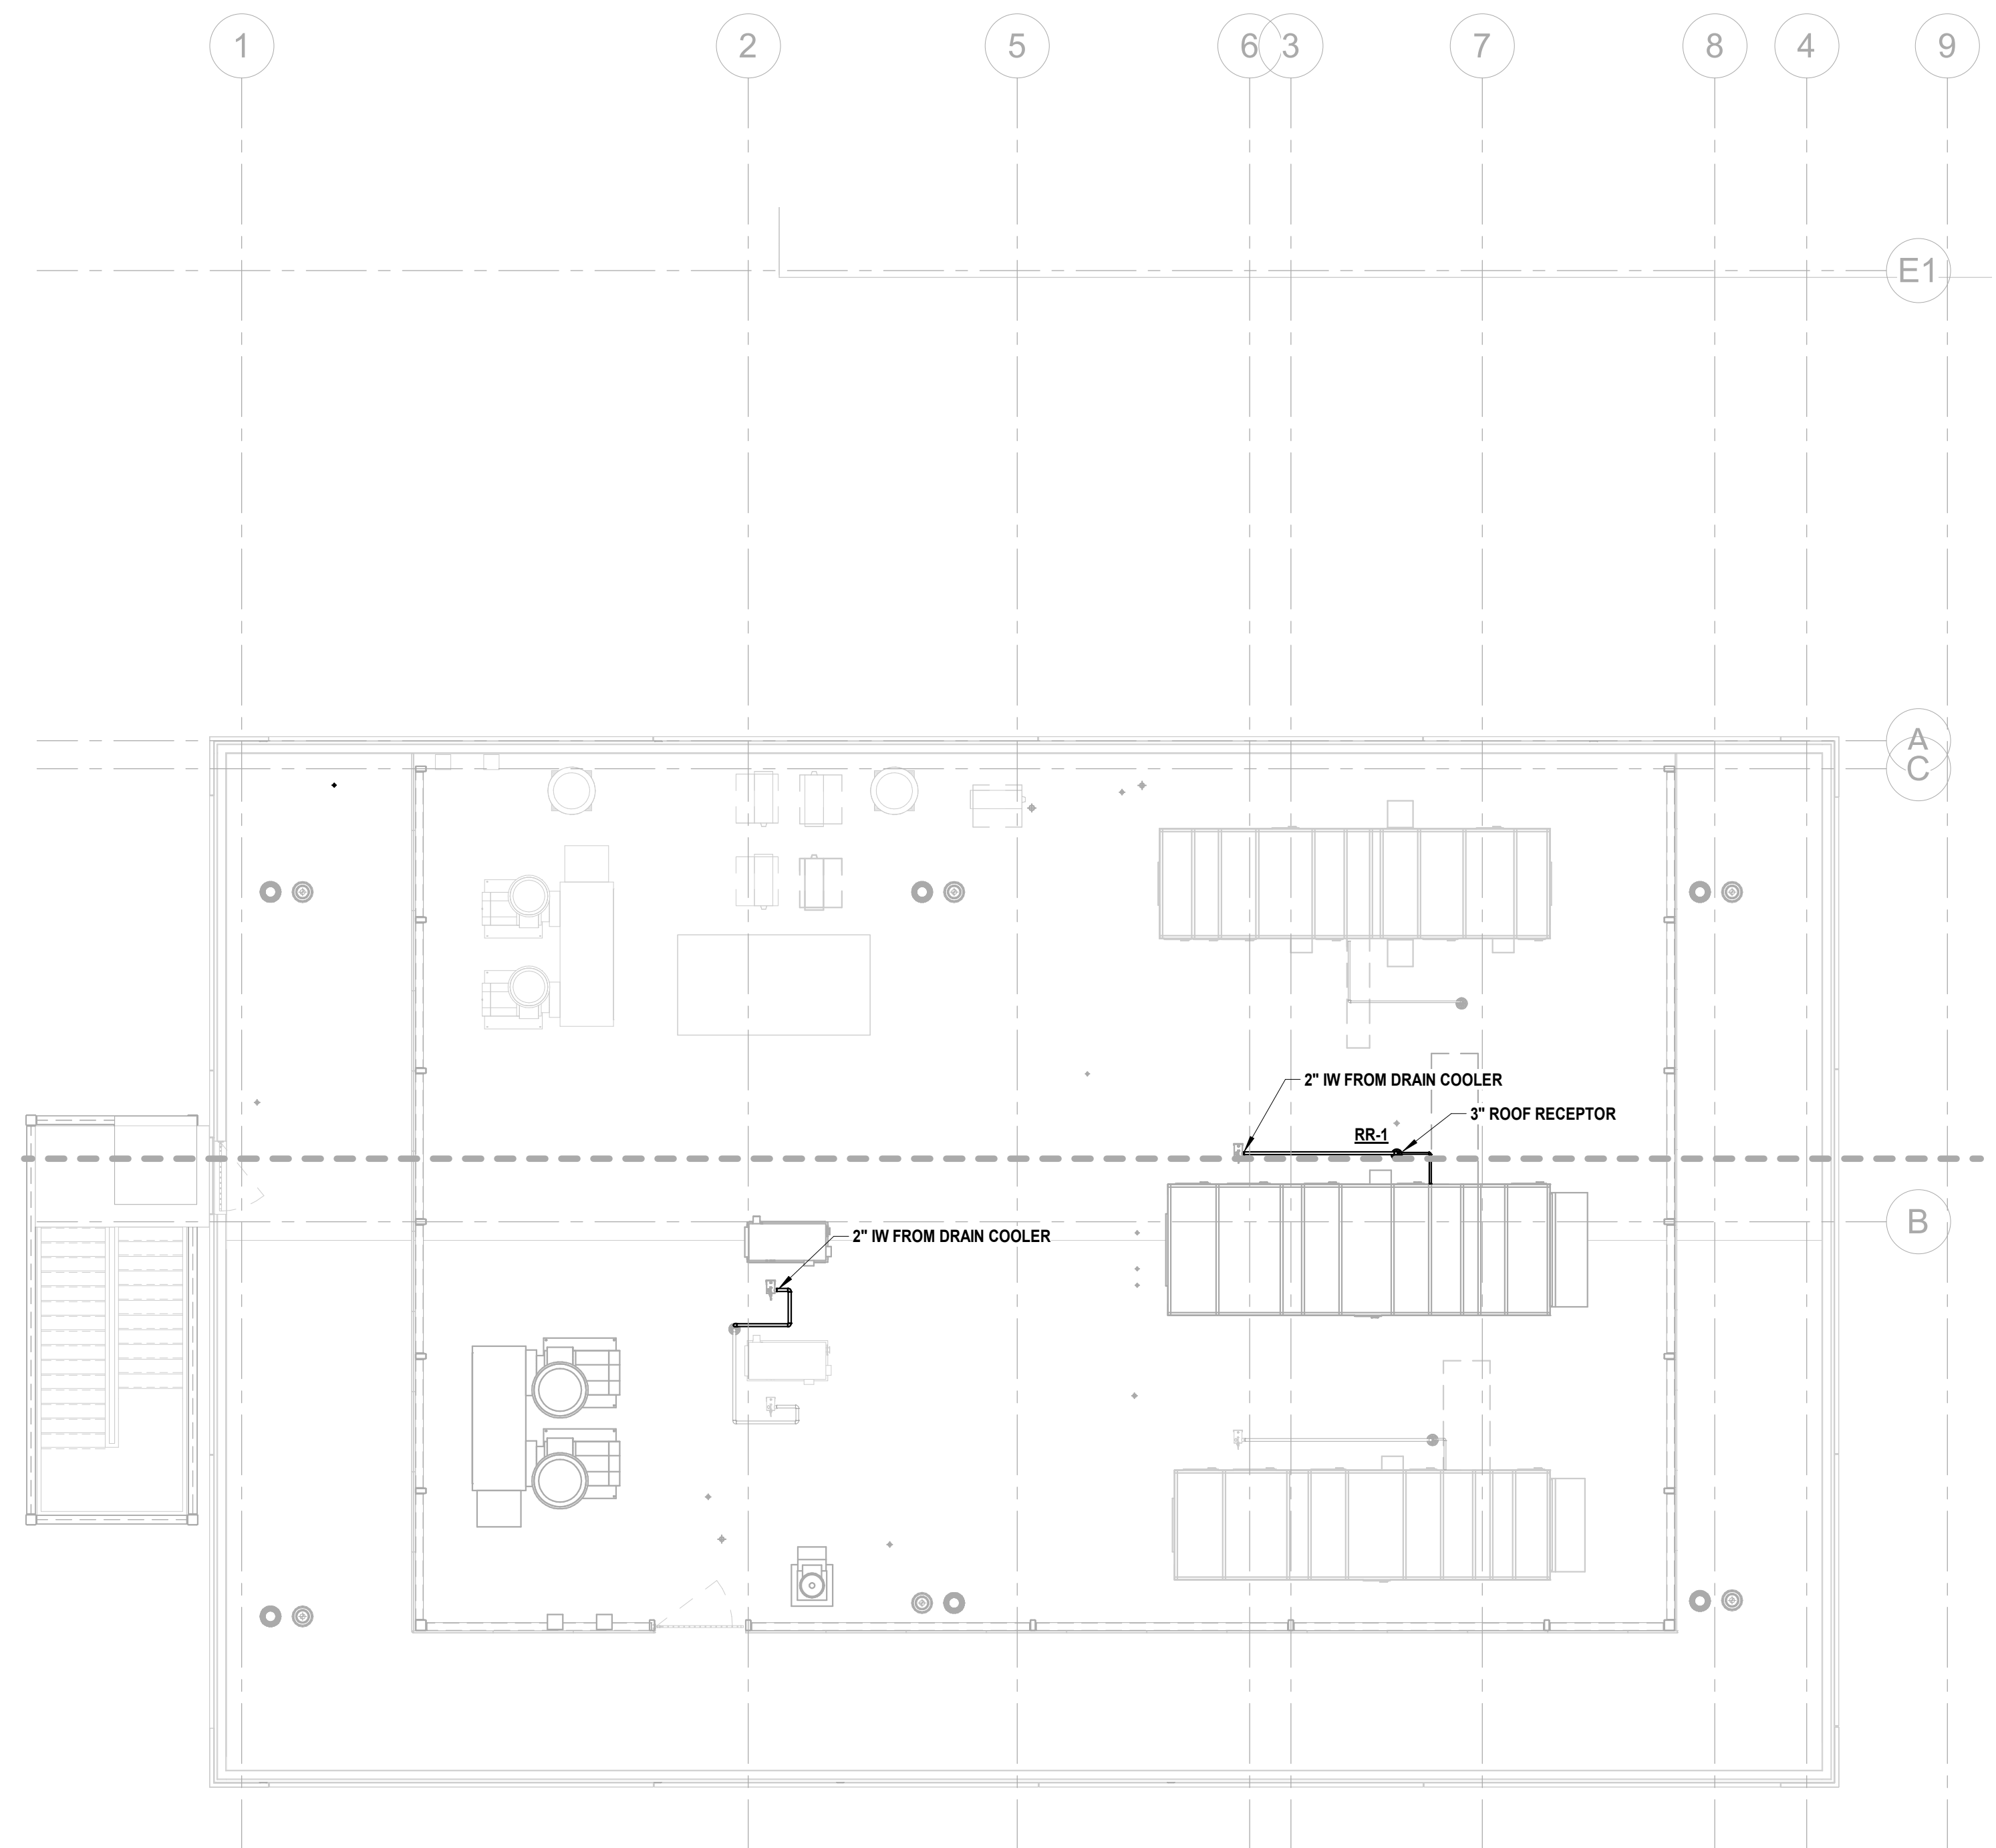 1
2
5
6
3
7
8
4
9
E1
A
C
2" IW FROM DRAIN COOLER
3" ROOF RECEPTOR
RR-1
B
2" IW FROM DRAIN COOLER